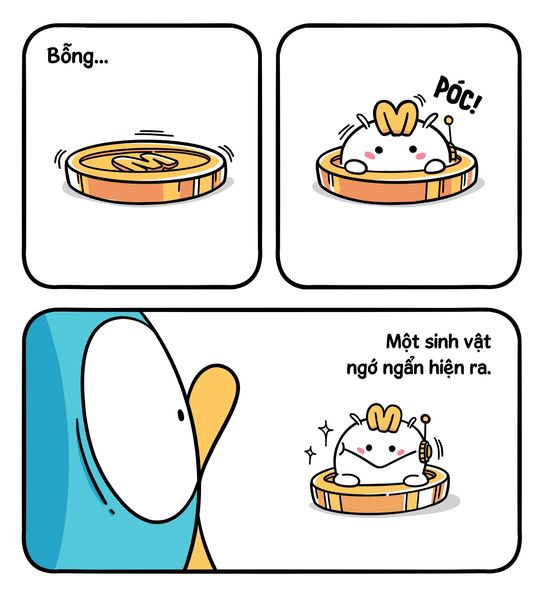 Bỗng...
M
PÓC!
M
Một sinh vật
ngớ ngẩn hiện ra.
M